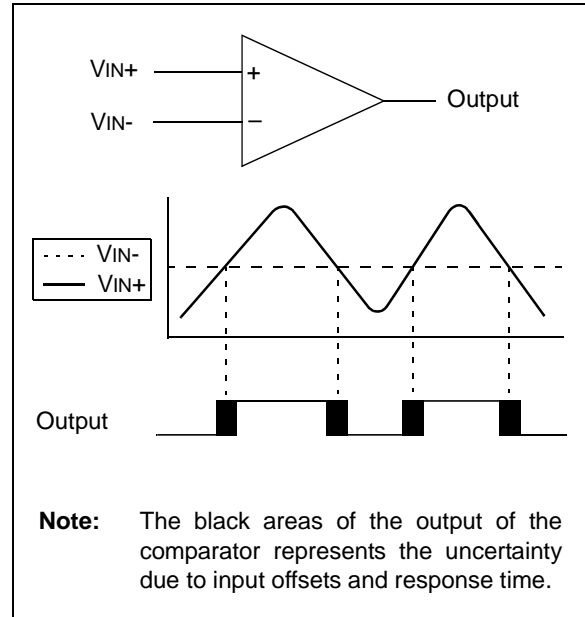 VIN+
+
Output
VIN-
–
VIN-
VIN+
Output
Note: The black areas of the output of the
comparator represents the uncertainty
due to input offsets and response time.